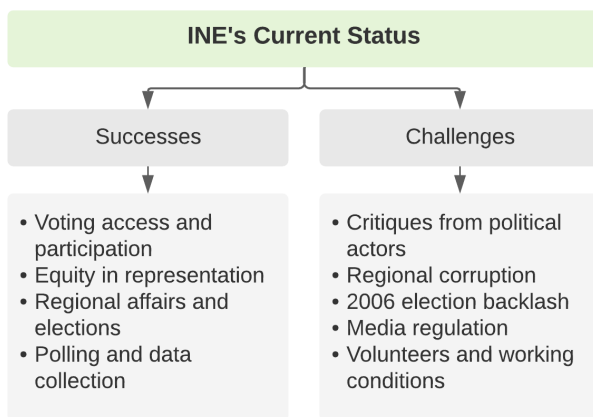 INE's Current Status
Successes
• Voting access and
participation
• Equity in representation
• Regional affairs and
elections
• Polling and data
collection
Challenges
• Critiques from political
actors
• Regional corruption
• 2006 election backlash
• Media regulation
• Volunteers and working
conditions